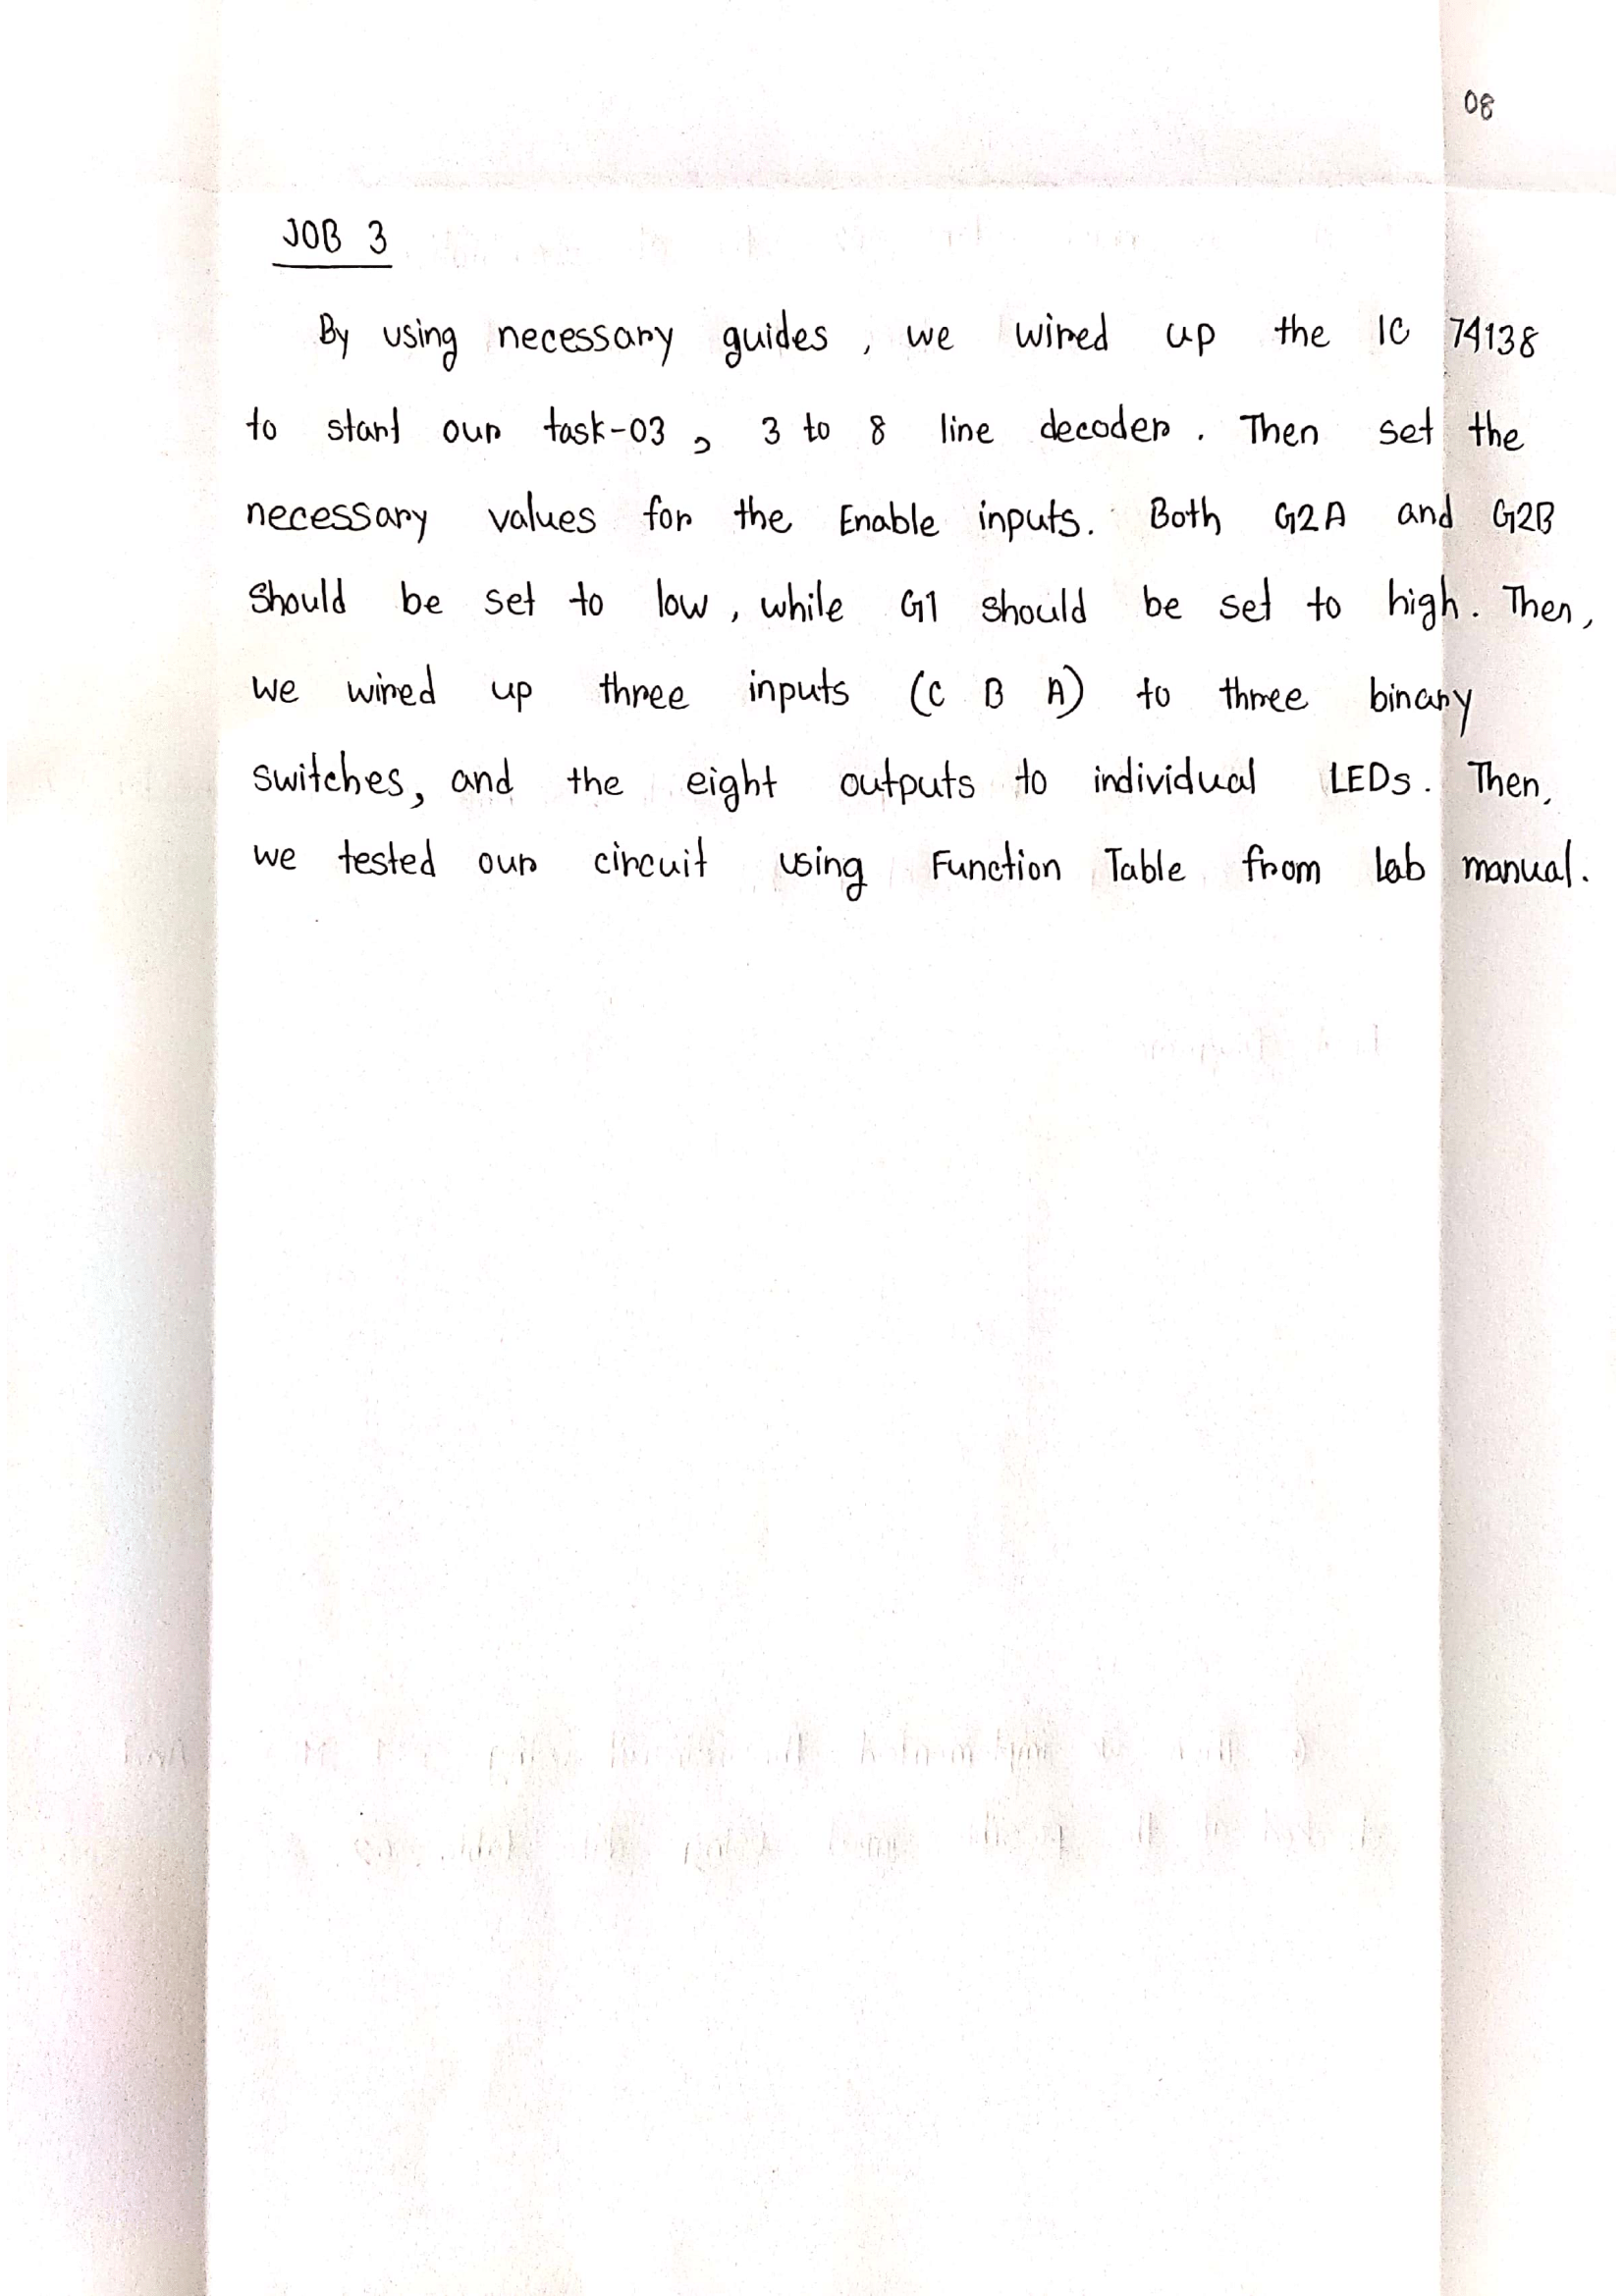 08
JOB 3
By using necessary guides, we wired up the IC 74138
to start our task-03, 3 to 8 line decoder. Then set the
necessary values for the Enable inputs. Both G2A and G2B
should be set to low, while G1 should be set to high. Then,
we wired up three inputs (C B A) to three binary
switches, and the eight outputs to individual LEDs. Then,
we tested our circuit using Function Table from lab manual.